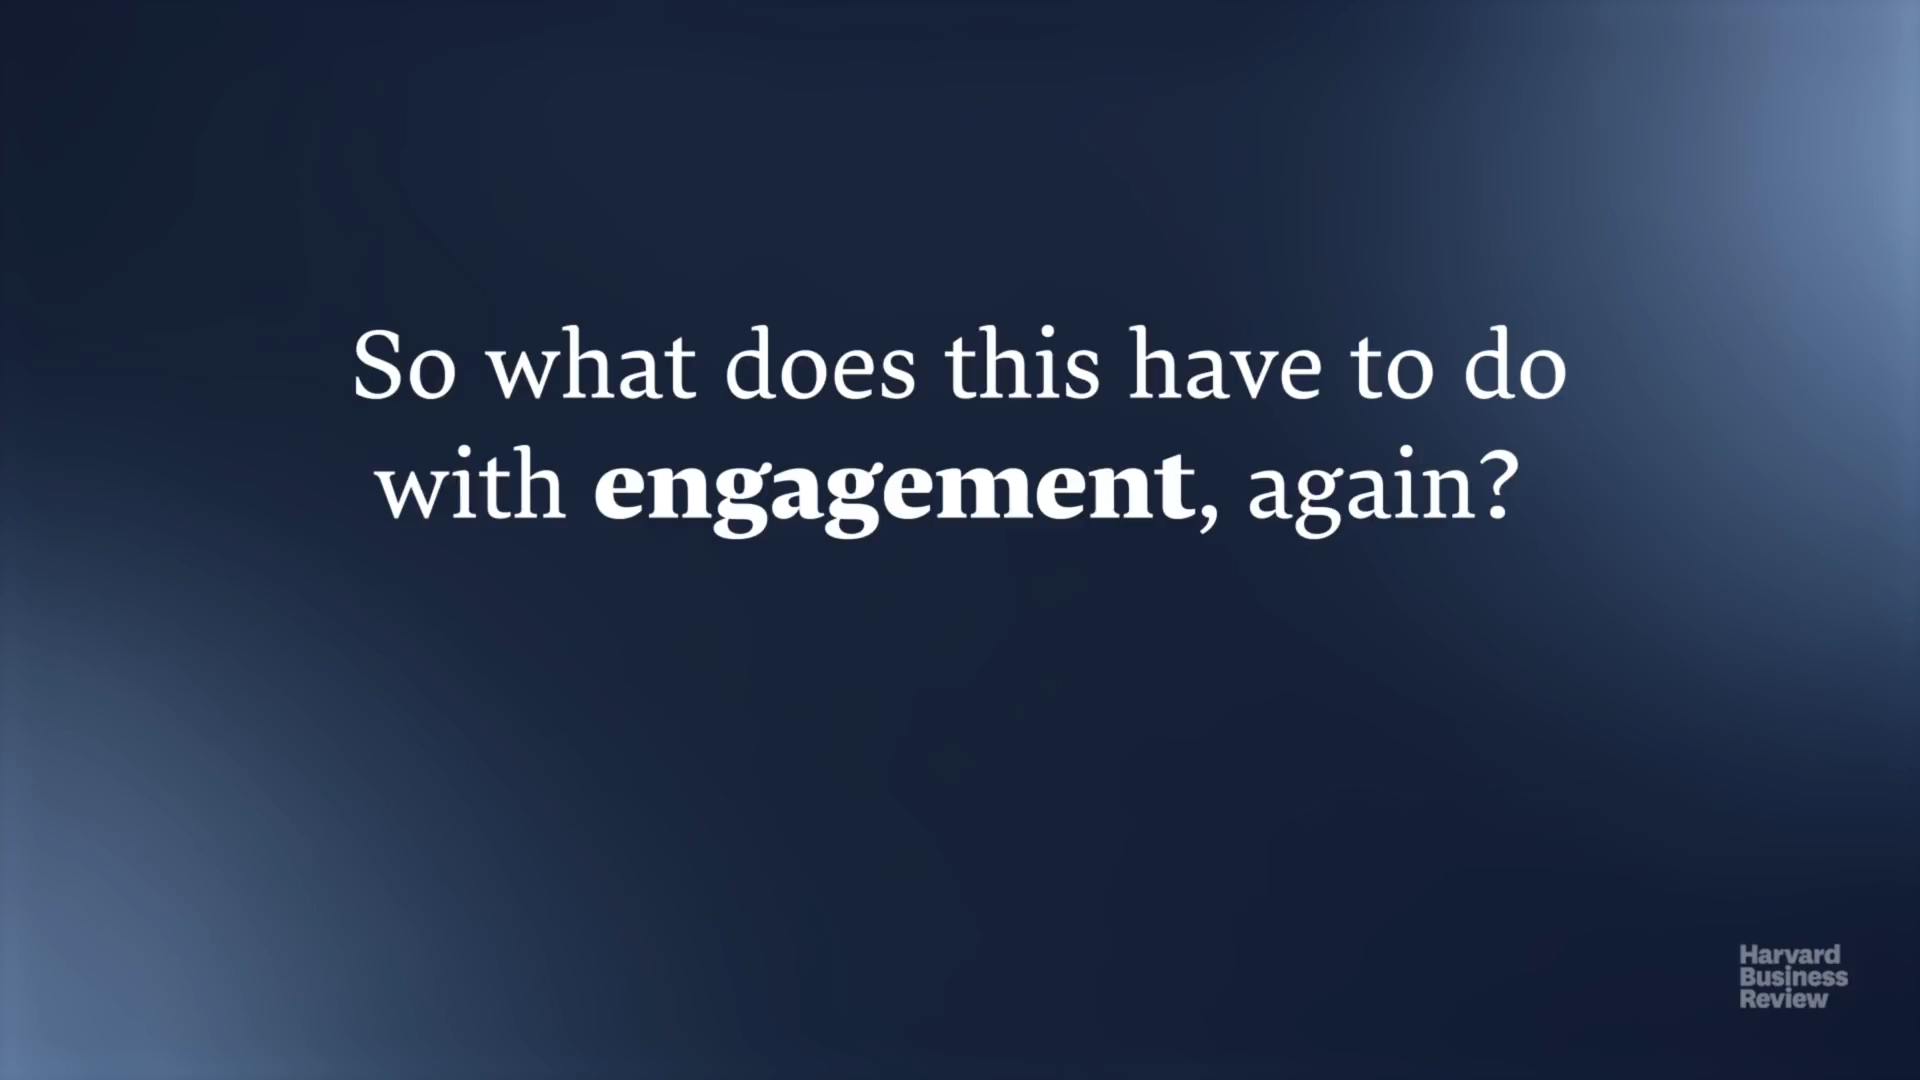 So what does this have to do
with engagement, again?
Harvard
Business
Review